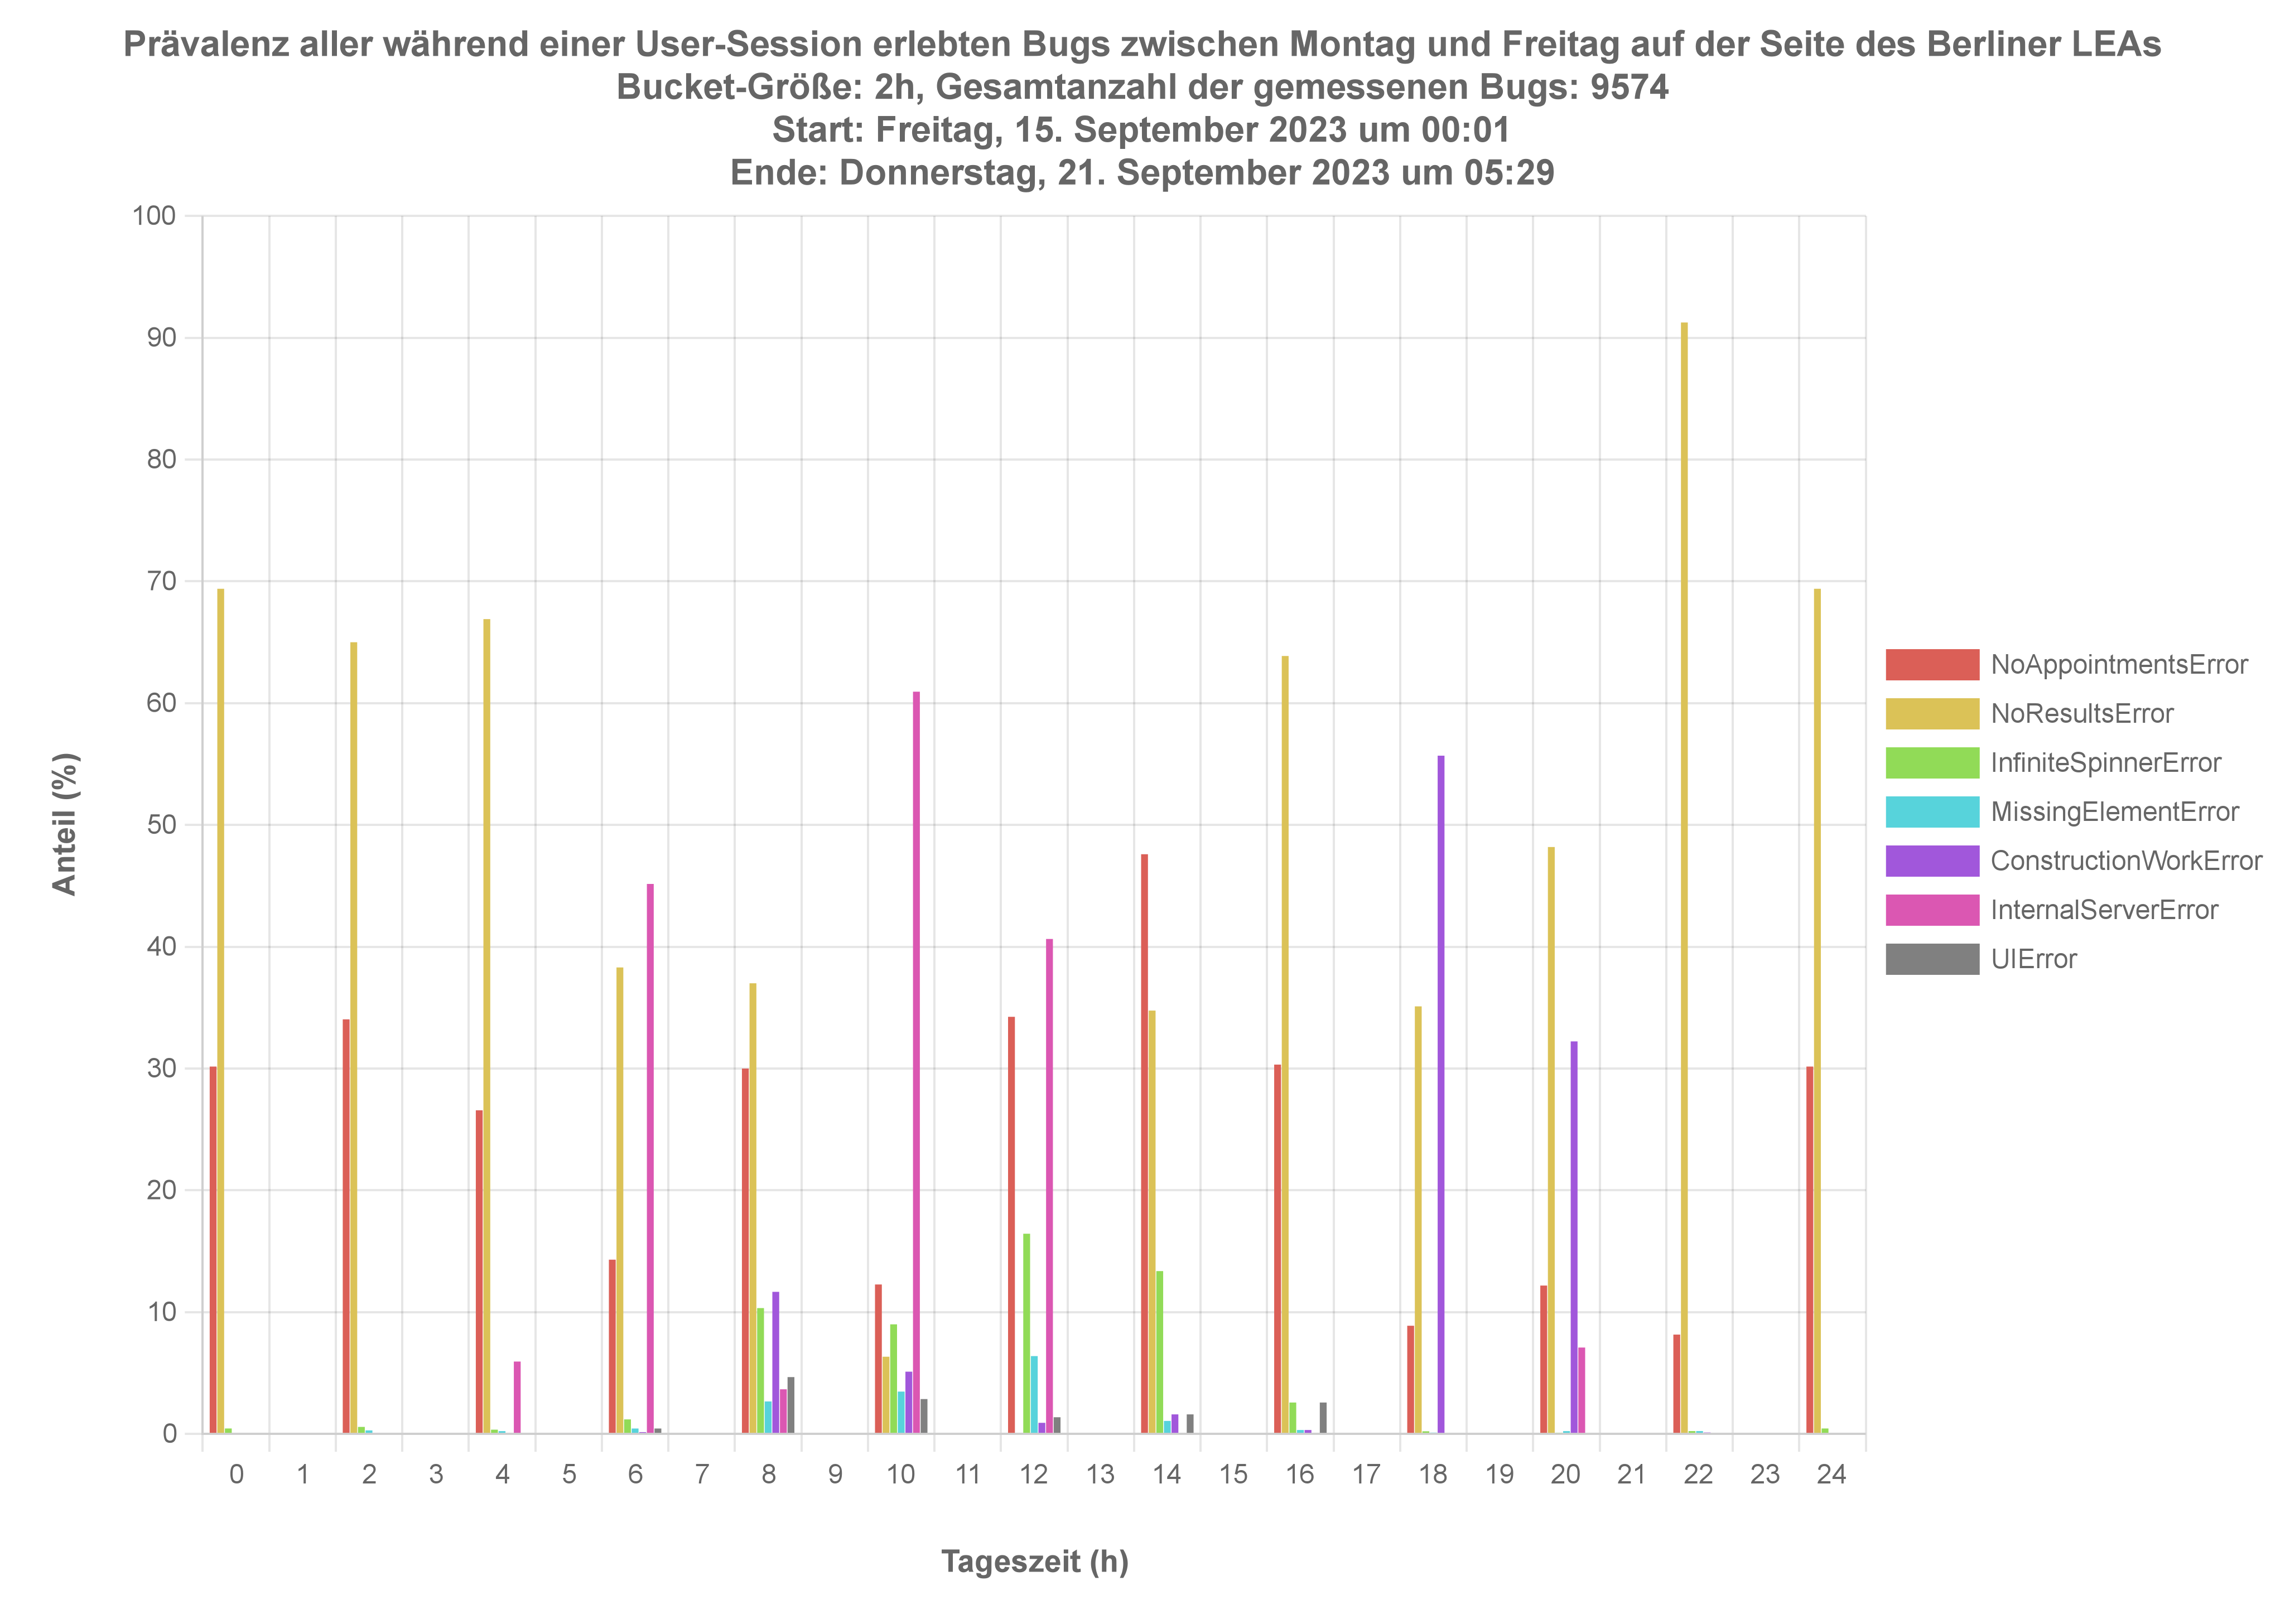 Prävalenz aller während einer User-Session erlebten Bugs zwischen Montag und Freitag auf der Seite des Berliner LEAs
Bucket-Größe: 2h, Gesamtanzahl der gemessenen Bugs: 9574
Start: Freitag, 15. September 2023 um 00:01
Ende: Donnerstag, 21. September 2023 um 05:29
100
90
80
70
60
50
40
30
20
10
0
Anteil (%)
0 1 2 3 4 5 6 7 8 9 10 11 12 13 14 15 16 17 18 19 20 21 22 23 24
Tageszeit (h)
NoAppointmentsError
NoResultsError
InfiniteSpinnerError
MissingElementError
ConstructionWorkError
InternalServerError
UIError